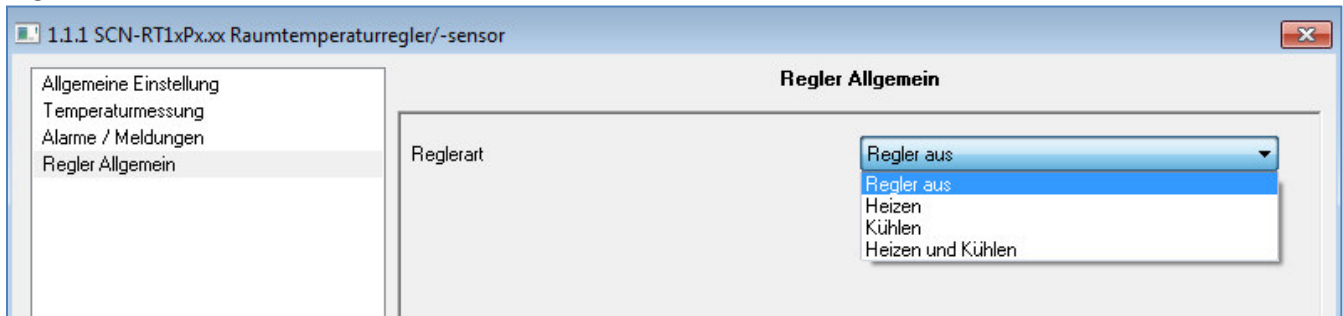 1.1.1 SCN-RT1xPx.xx Raumtemperaturregler/-sensor
Allgemeine Einstellung
Temperaturmessung
Alarme / Meldungen
Regler Allgemein
Regler Allgemein
Reglerart
Regler aus
Regler aus
Heizen
Kühlen
Heizen und Kühlen